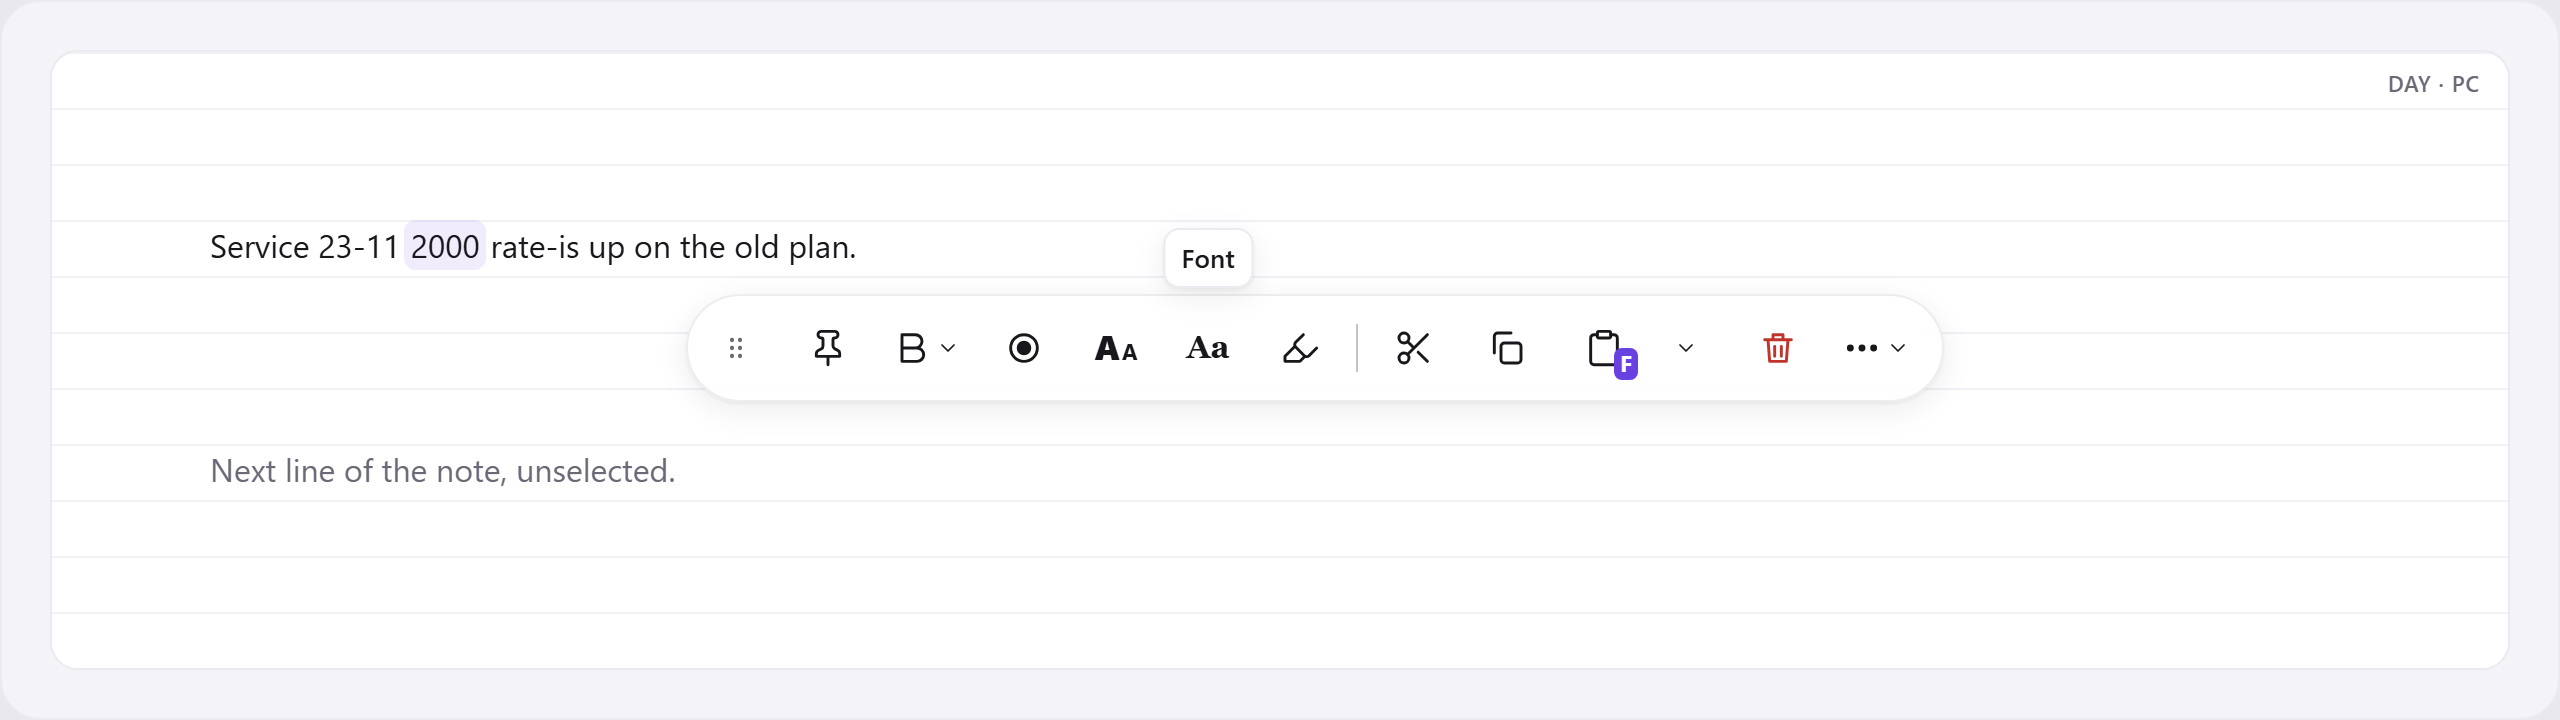 DAY · PC
Service 23-11 2000 rate-is up on the old plan.
Font
B AA Aa F
Next line of the note, unselected.